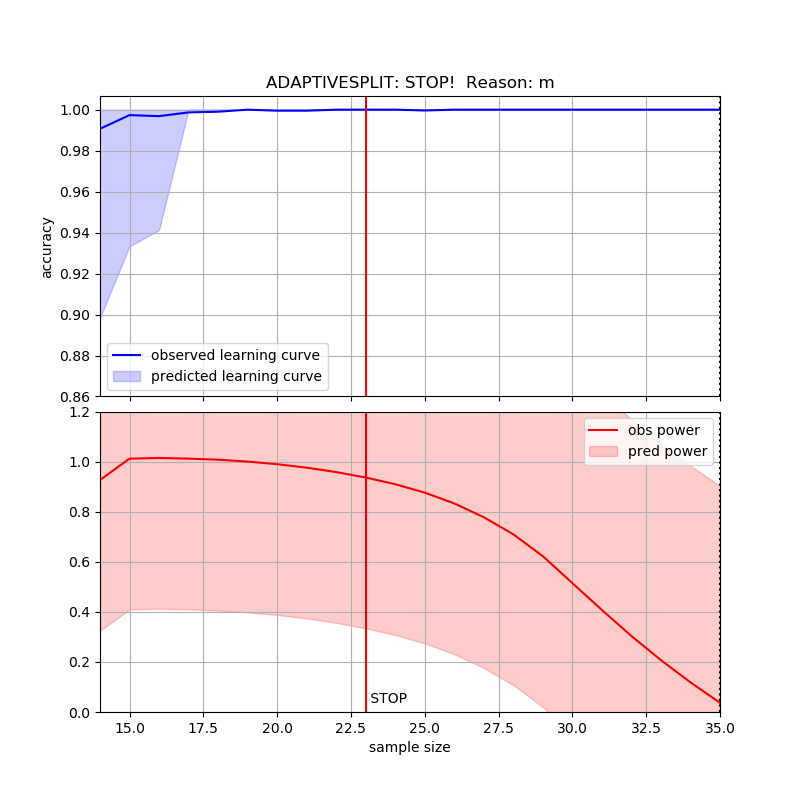 ADAPTIVESPLIT: STOP!  Reason: m
1.00
0.98
0.96
0.94
0.92
0.90
0.88
0.86
accuracy
observed learning curve
predicted learning curve
1.2
1.0
0.8
0.6
0.4
0.2
0.0
obs power
pred power
STOP
15.0 17.5 20.0 22.5 25.0 27.5 30.0 32.5 35.0
sample size